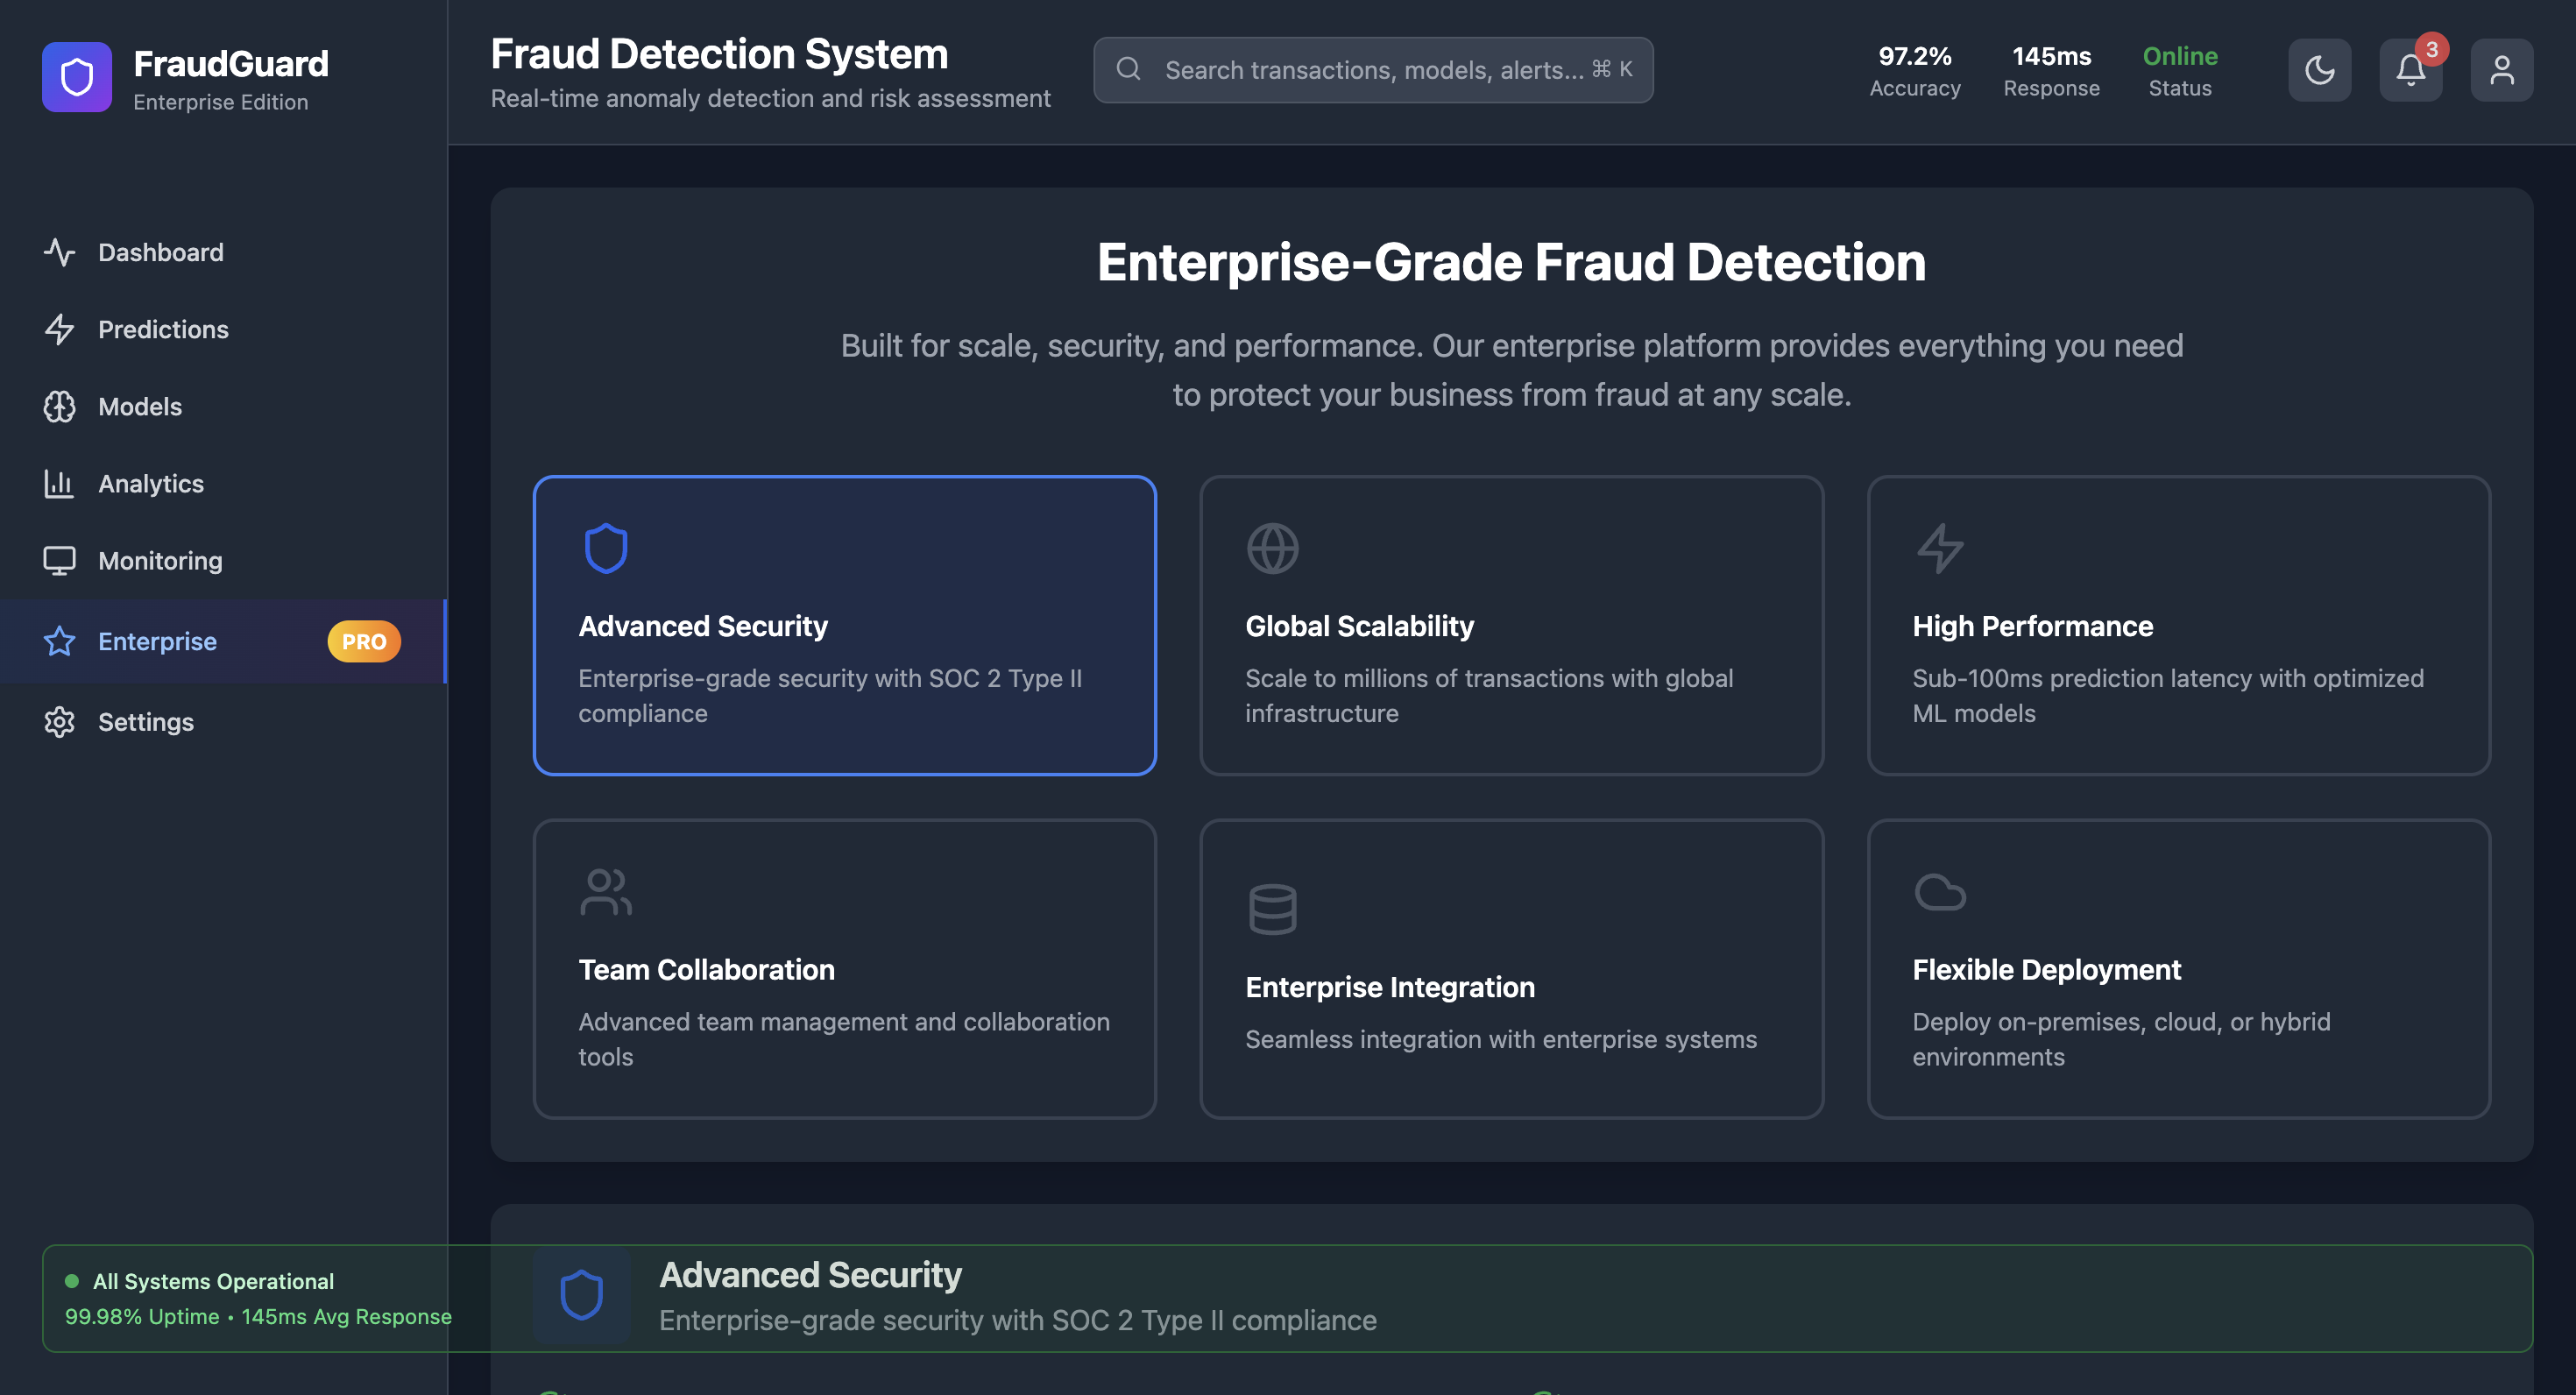 FraudGuard
Enterprise Edition
Dashboard
Predictions
Models
Analytics
Monitoring
Enterprise
PRO
Settings
All Systems Operational
99.98% Uptime • 145ms Avg Response
Fraud Detection System
Real-time anomaly detection and risk assessment
Search transactions, models, alerts... ⌘ K
97.2%
Accuracy
145ms
Response
Online
Status
3
Enterprise-Grade Fraud Detection
Built for scale, security, and performance. Our enterprise platform provides everything you need
to protect your business from fraud at any scale.
Advanced Security
Enterprise-grade security with SOC 2 Type II
compliance
Global Scalability
Scale to millions of transactions with global
infrastructure
High Performance
Sub-100ms prediction latency with optimized
ML models
Team Collaboration
Advanced team management and collaboration
tools
Enterprise Integration
Seamless integration with enterprise systems
Flexible Deployment
Deploy on-premises, cloud, or hybrid
environments
Advanced Security
Enterprise-grade security with SOC 2 Type II compliance